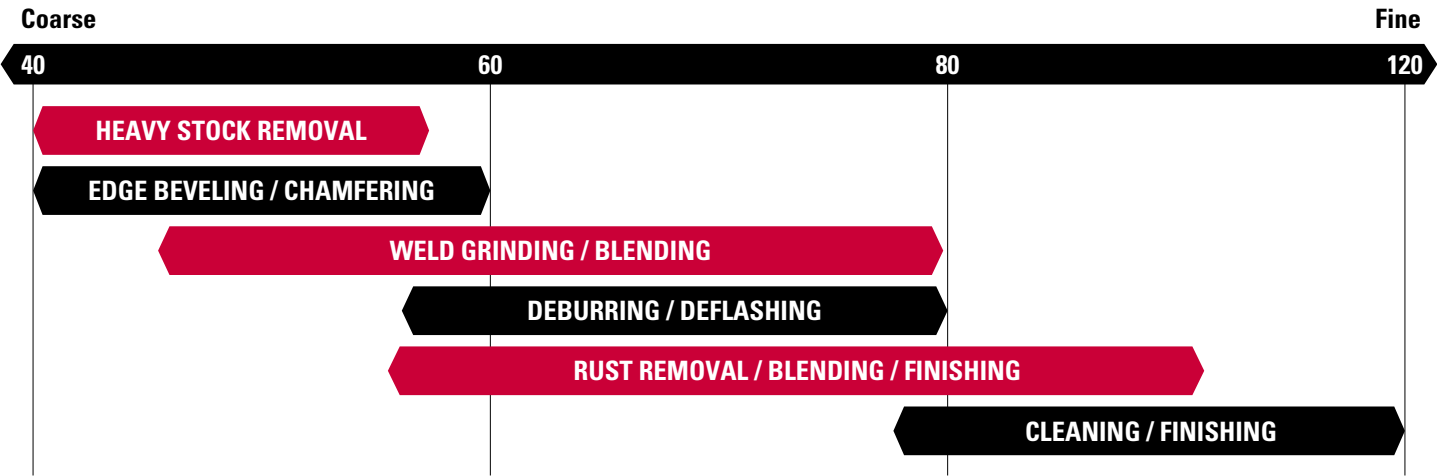 Coarse Fine
40 60 80 120
HEAVY STOCK REMOVAL
EDGE BEVELING / CHAMFERING
WELD GRINDING / BLENDING
DEBURRING / DEFLASHING
RUST REMOVAL / BLENDING / FINISHING
CLEANING / FINISHING